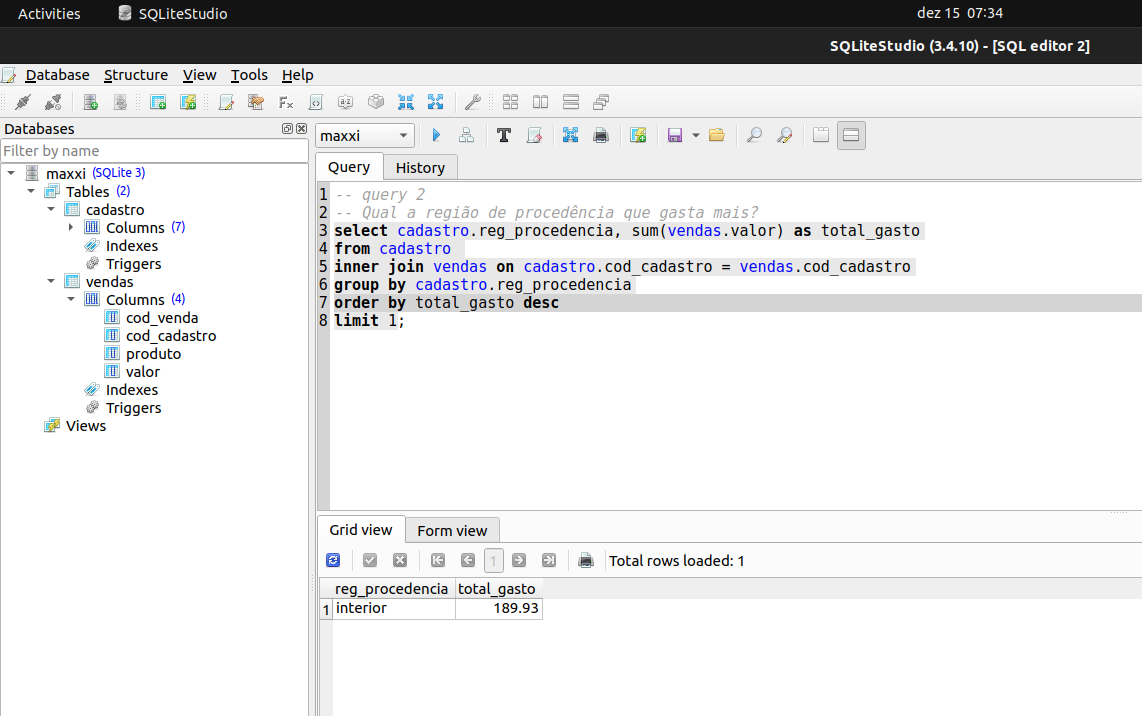 Activities SQLiteStudio dez 15 07:34
SQLiteStudio (3.4.10) - [SQL editor 2]
Database Structure View Tools Help
Databases
Filter by name
maxxi (SQLite 3)
Tables (2)
cadastro
Columns (7)
Indexes
Triggers
vendas
Columns (4)
cod_venda
cod_cadastro
produto
valor
Indexes
Triggers
Views
maxxi
Query History
1 -- query 2
2 -- Qual a região de procedência que gasta mais?
3 select cadastro.reg_procedencia, sum(vendas.valor) as total_gasto
4 from cadastro
5 inner join vendas on cadastro.cod_cadastro = vendas.cod_cadastro
6 group by cadastro.reg_procedencia
7 order by total_gasto desc
8 limit 1;
Grid view Form view
1 Total rows loaded: 1
reg_procedencia total_gasto
1 interior 189.93